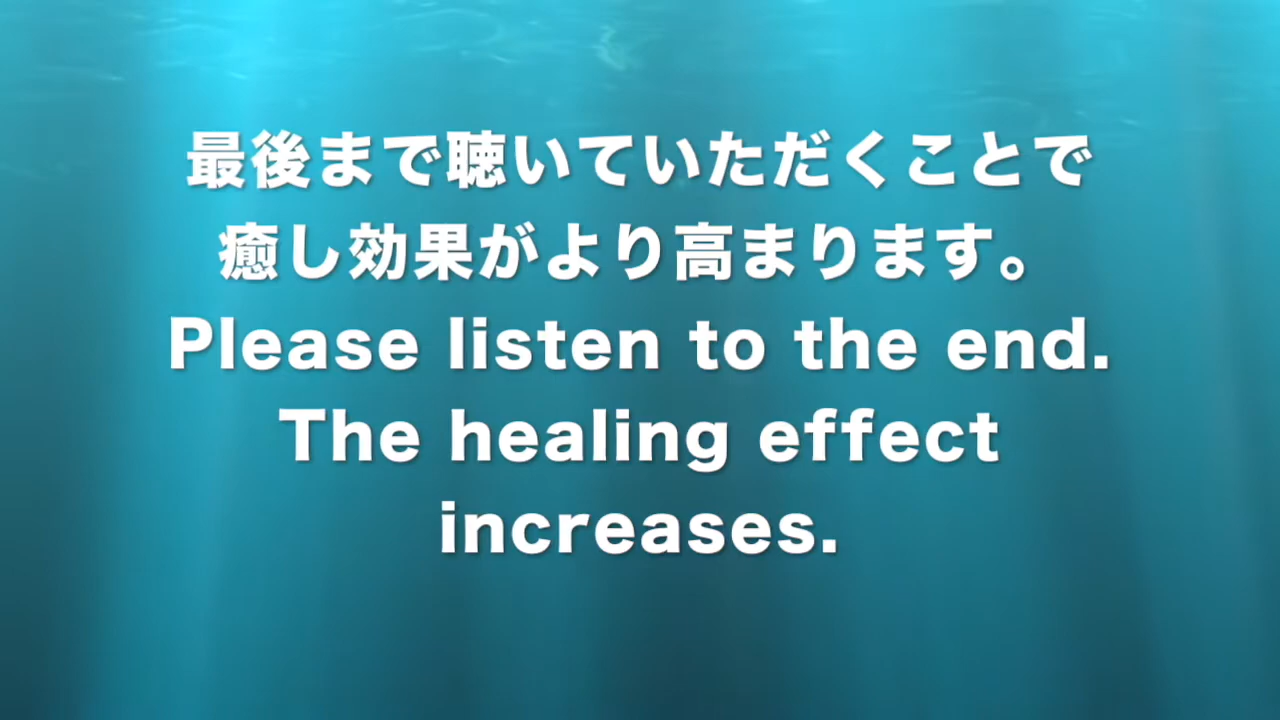 最後まで聴いていただくことで
癒し効果がより高まります。
Please listen to the end.
The healing effect
increases.